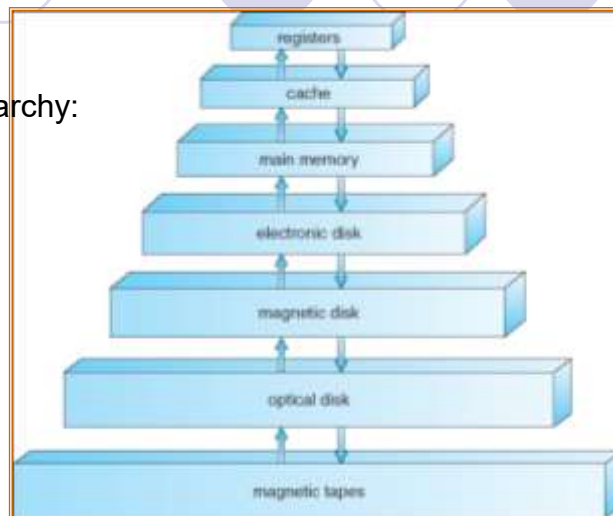 registers
cache
archy:
main memory
electronic disk
magnetic disk
optical disk
magnetic tapes